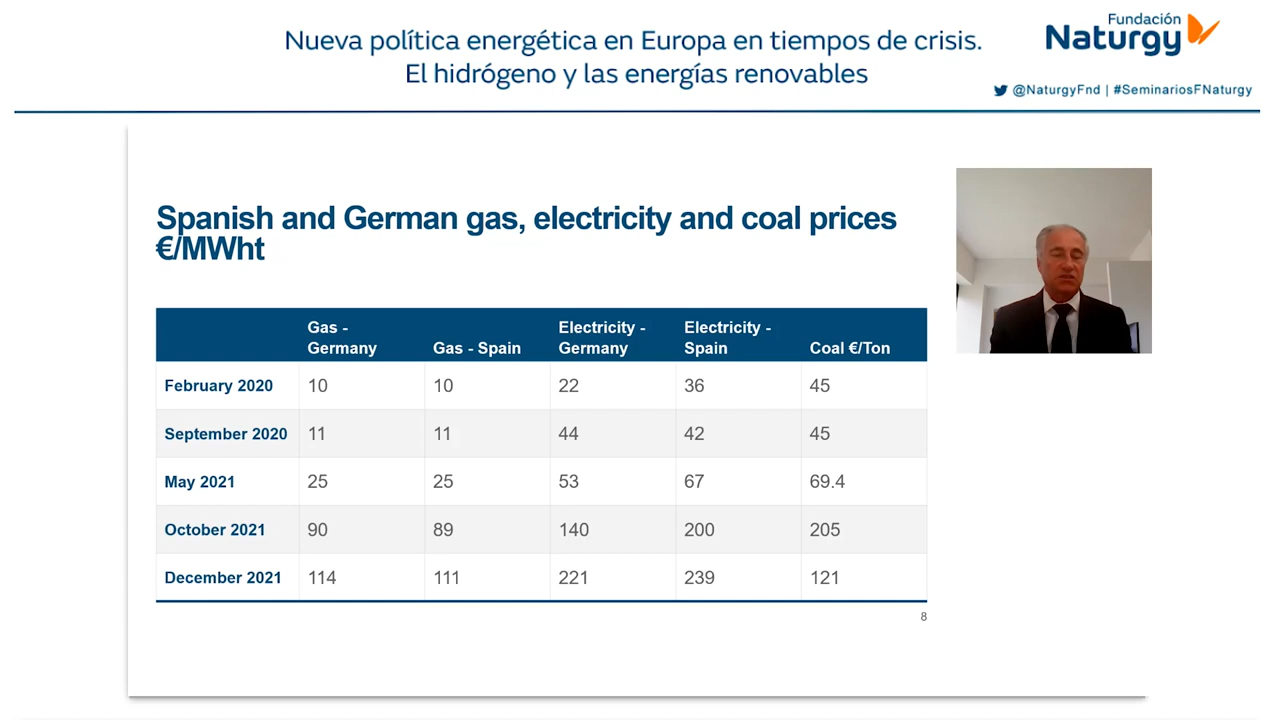 Nueva política energética en Europa en tiempos de crisis.
El hidrógeno y las energías renovables
Fundación
Naturgy
@NaturgyFnd | #SeminariosFNaturgy
Spanish and German gas, electricity and coal prices
€/MWht
Gas - Germany Gas - Spain Electricity - Germany Electricity - Spain Coal €/Ton
February 2020 10 10 22 36 45
September 2020 11 11 44 42 45
May 2021 25 25 53 67 69.4
October 2021 90 89 140 200 205
December 2021 114 111 221 239 121
8